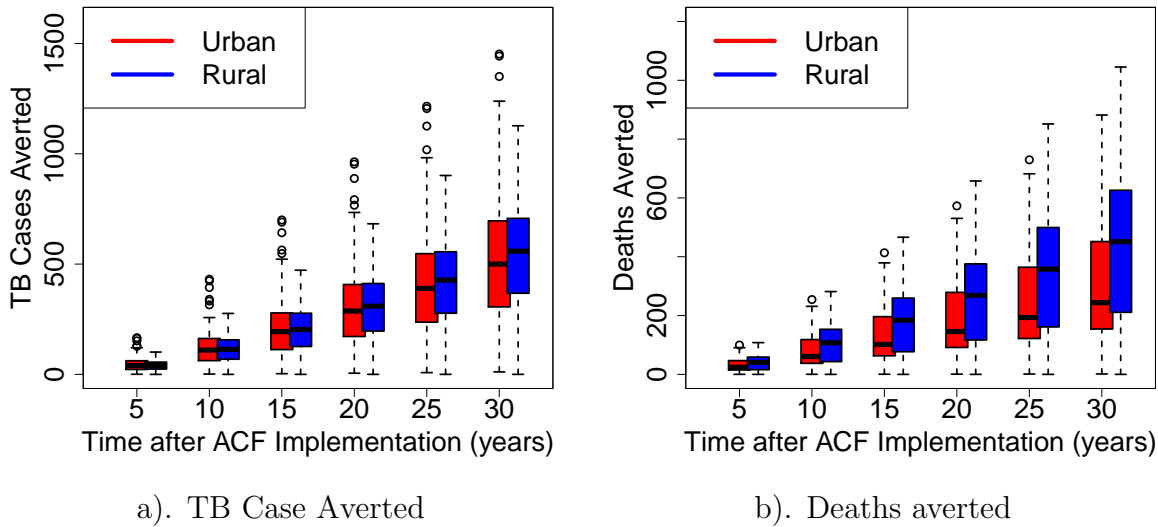 Urban
Rural
TB Cases Averted
0
500
1000
1500
5 10 15 20 25 30
Time after ACF Implementation (years)
a). TB Case Averted
Urban
Rural
Deaths Averted
0
200
600
1000
5 10 15 20 25 30
Time after ACF Implementation (years)
b). Deaths averted